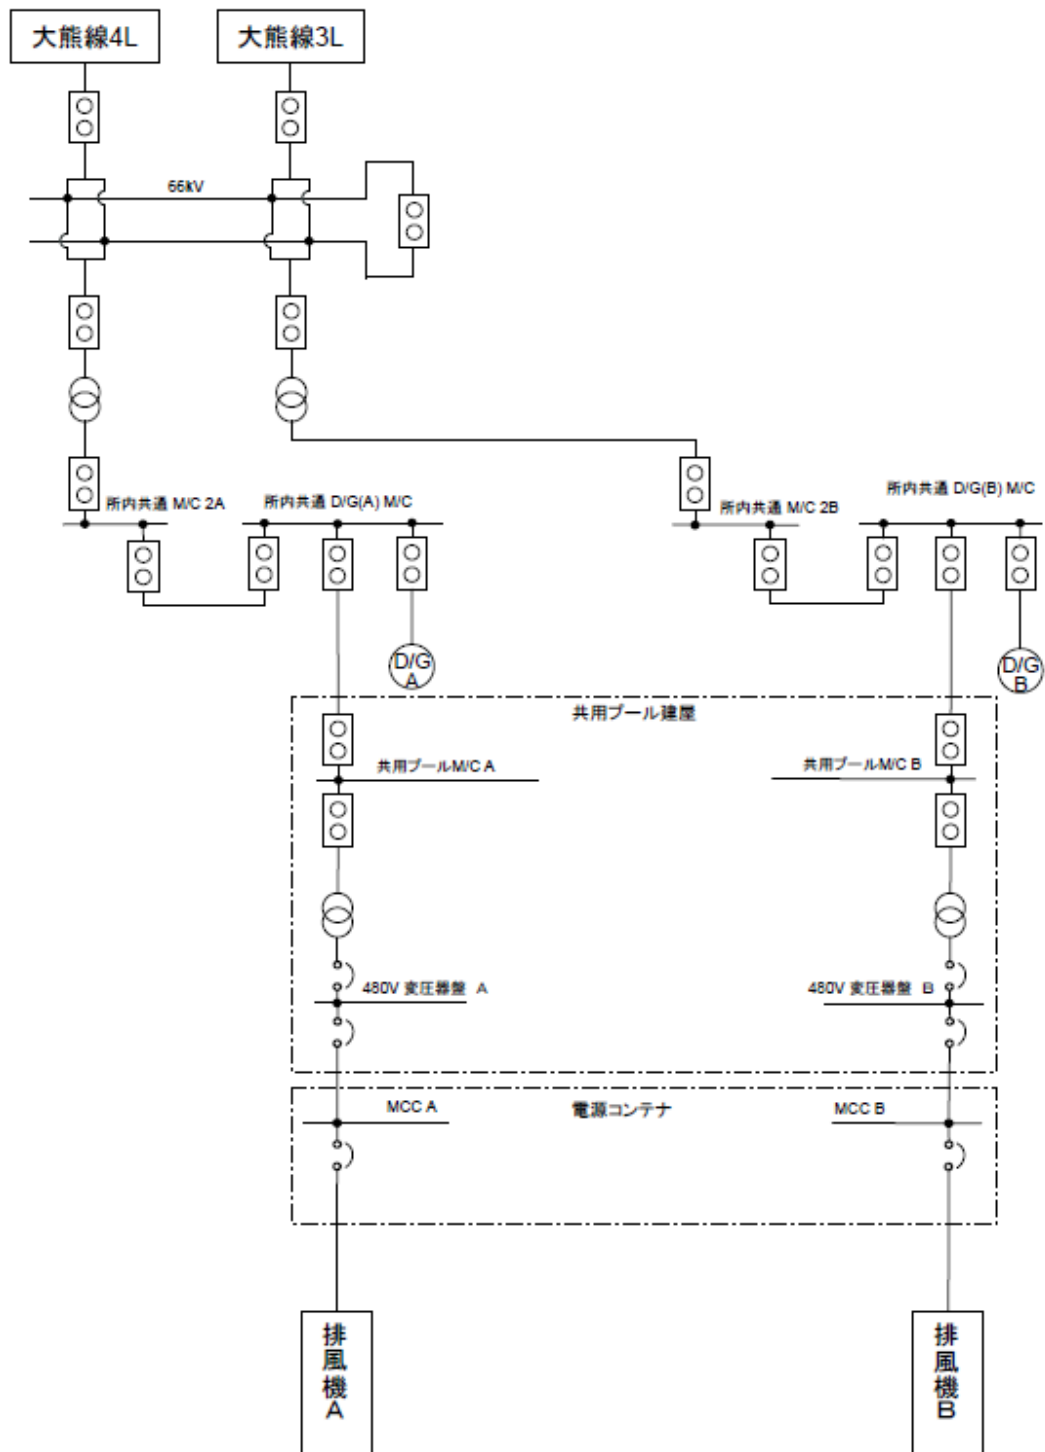 大熊線4L
大熊線3L
66kV
所内共通 M/C 2A
所内共通 D/G(A) M/C
所内共通 M/C 2B
所内共通 D/G(B) M/C
D/G
A
D/G
B
共用プール建屋
共用プールM/C A
共用プールM/C B
480V 変圧器盤 A
480V 変圧器盤 B
MCC A
電源コンテナ
MCC B
排風機A
排風機B